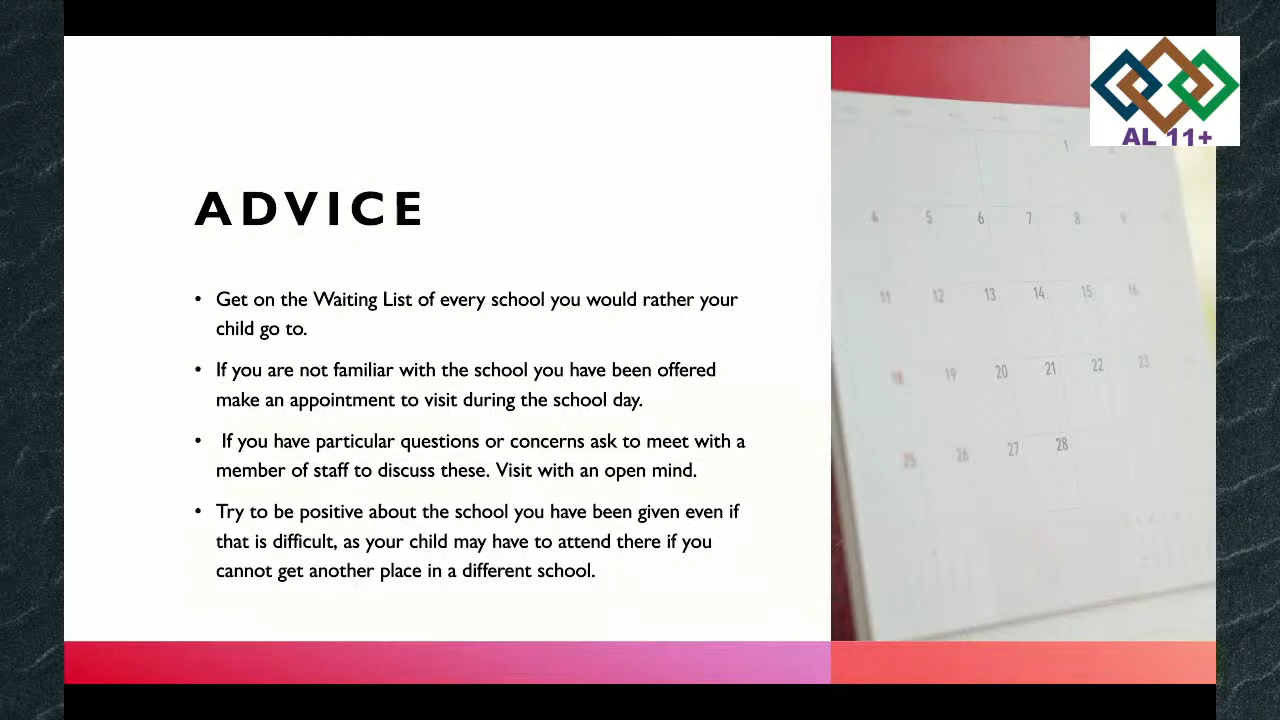 AL 11+
ADVICE
• Get on the Waiting List of every school you would rather your
child go to.
• If you are not familiar with the school you have been offered
make an appointment to visit during the school day.
• If you have particular questions or concerns ask to meet with a
member of staff to discuss these. Visit with an open mind.
• Try to be positive about the school you have been given even if
that is difficult, as your child may have to attend there if you
cannot get another place in a different school.
1
4 5 6 7 8 9
11 12 13 14 15 16
18 19 20 21 22 23
25 26 27 28